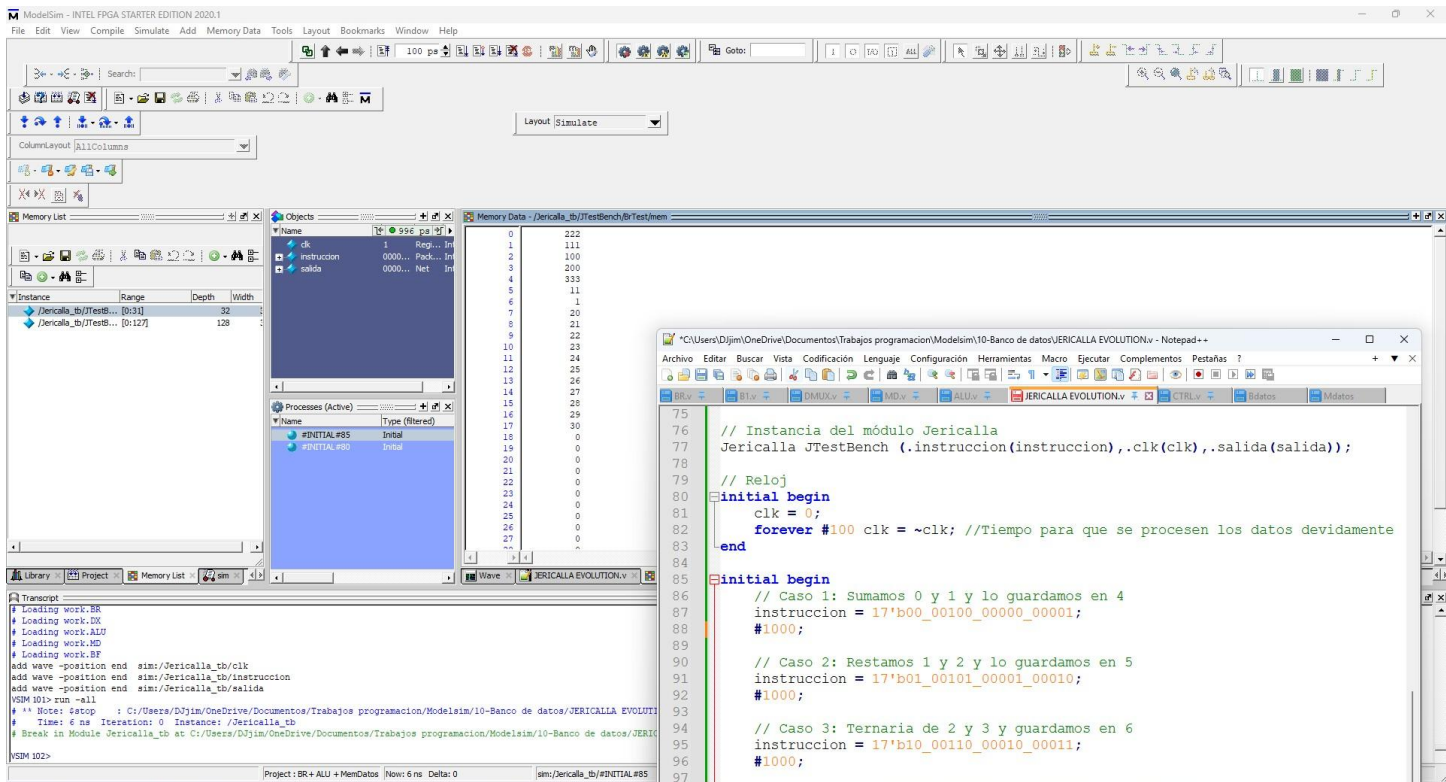 ModelSim - INTEL FPGA STARTER EDITION 2020.1
File Edit View Compile Simulate Add Memory Data Tools Layout Bookmarks Window Help
100 ps
Goto:
Search:
Layout Simulate
ColumnLayout AllColumns
Memory List
Instance Range Depth Width
/Jericalla_tb/JTestB... [0:31] 32
/Jericalla_tb/JTestB... [0:127] 128
Objects
Name 996 ps
clk 1 Regi... Int
instruccion 0000... Pack... Int
salida 0000... Net Int
Processes (Active)
Name Type (filtered)
#INITIAL#85 Initial
#INITIAL#80 Initial
Memory Data - /Jericalla_tb/JTestBench/BrTest/mem
0 222
1 111
2 100
3 200
4 333
5 11
6 1
7 20
8 21
9 22
10 23
11 24
12 25
13 26
14 27
15 28
16 29
17 30
18 0
19 0
20 0
21 0
22 0
23 0
24 0
25 0
26 0
27 0
Library Project Memory List sim
Wave JERICALLA EVOLUTION.v
Transcript
# Loading work.BR
# Loading work.DX
# Loading work.ALU
# Loading work.MD
# Loading work.BF
add wave -position end sim:/Jericalla_tb/clk
add wave -position end sim:/Jericalla_tb/instruccion
add wave -position end sim:/Jericalla_tb/salida
VSIM 101> run -all
# ** Note: $stop : C:/Users/DJjim/OneDrive/Documentos/Trabajos programacion/Modelsim/10-Banco de datos/JERICALLA EVOLUTI
# Time: 6 ns Iteration: 0 Instance: /Jericalla_tb
# Break in Module Jericalla_tb at C:/Users/DJjim/OneDrive/Documentos/Trabajos programacion/Modelsim/10-Banco de datos/JERIC
VSIM 102>
Project : BR + ALU + MemDatos Now: 6 ns Delta: 0 sim:/Jericalla_tb/#INITIAL#85
*C:\Users\DJjim\OneDrive\Documentos\Trabajos programacion\Modelsim\10-Banco de datos\JERICALLA EVOLUTION.v - Notepad++
Archivo Editar Buscar Vista Codificación Lenguaje Configuración Herramientas Macro Ejecutar Complementos Pestañas ?
BR.v B1.v DMUX.v MD.v ALU.v JERICALLA EVOLUTION.v CTRL.v Bdatos Mdatos
75
76 // Instancia del módulo Jericalla
77 Jericalla JTestBench (.instruccion(instruccion),.clk(clk),.salida(salida));
78
79 // Reloj
80 initial begin
81 clk = 0;
82 forever #100 clk = ~clk; //Tiempo para que se procesen los datos devidamente
83 end
84
85 initial begin
86 // Caso 1: Sumamos 0 y 1 y lo guardamos en 4
87 instruccion = 17'b00_00100_00000_00001;
88 #1000;
89
90 // Caso 2: Restamos 1 y 2 y lo guardamos en 5
91 instruccion = 17'b01_00101_00001_00010;
92 #1000;
93
94 // Caso 3: Ternaria de 2 y 3 y guardamos en 6
95 instruccion = 17'b10_00110_00010_00011;
96 #1000;
97